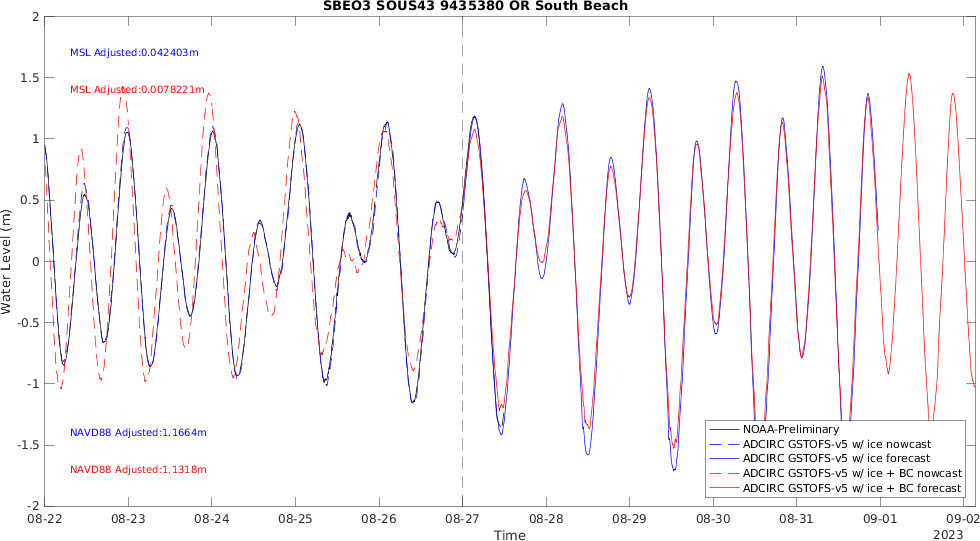 SBEO3 SOUS43 9435380 OR South Beach
2
1.5
1
0.5
0
-0.5
-1
-1.5
-2
Water Level (m)
MSL Adjusted:0.042403m
MSL Adjusted:0.0078221m
NAVD88 Adjusted:1.1664m
NAVD88 Adjusted:1.1318m
NOAA-Preliminary
ADCIRC GSTOFS-v5 w/ ice nowcast
ADCIRC GSTOFS-v5 w/ ice forecast
ADCIRC GSTOFS-v5 w/ ice + BC nowcast
ADCIRC GSTOFS-v5 w/ ice + BC forecast
08-22 08-23 08-24 08-25 08-26 08-27 08-28 08-29 08-30 08-31 09-01 09-02
2023
Time